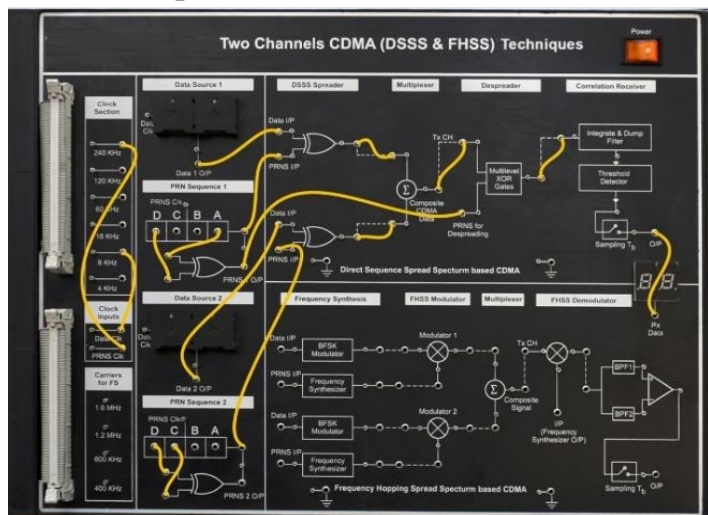 Two Channels CDMA (DSSS & FHSS) Techniques
Power
Data Source 1
DSSS Spreader
Multiplexer
Despreader
Correlation Receiver
Clock
Section
240 KHz
120 KHz
16 KHz
8 KHz
4 KHz
Data
Clk
Data 1 O/P
PRN Sequence 1
PRNS Clk
D C B A
PRNS 1 O/P
Data I/P
PRNS I/P
Data I/P
PRNS I/P
Σ
Composite
CDMA
Data
Tx CH
Multilevel
XOR
Gates
PRNS for
Despreading
Integrate & Dump
Filter
Threshold
Detector
Sampling Tb
O/P
Direct Sequence Spread Specturm based CDMA
Rx
Data
Clock
Inputs
Data Clk
PRNS Clk
Data Source 2
Data
Clk
Data 2 O/P
Carriers
for FS
1.6 MHz
1.2 MHz
800 KHz
400 KHz
PRN Sequence 2
PRNS Clk
D C B A
PRNS 2 O/P
Frequency Synthesis
FHSS Modulator
Multiplexer
FHSS Demodulator
Data I/P
BFSK
Modulator
PRNS I/P
Frequency
Synthesizer
Modulator 1
Data I/P
BFSK
Modulator
PRNS I/P
Frequency
Synthesizer
Modulator 2
Σ
Composite
Signal
Tx CH
I/P
(Frequency
Synthesizer O/P)
BPF1
BPF2
Sampling Tb
O/P
Frequency Hopping Spread Specturm based CDMA